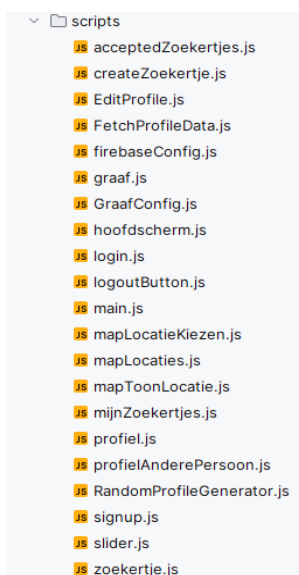 scripts
JS acceptedZoekertjes.js
JS createZoekertje.js
JS EditProfile.js
JS FetchProfileData.js
JS firebaseConfig.js
JS graaf.js
JS GraafConfig.js
JS hoofdscherm.js
JS login.js
JS logoutButton.js
JS main.js
JS mapLocatieKiezen.js
JS mapLocaties.js
JS mapToonLocatie.js
JS mijnZoekertjes.js
JS profiel.js
JS profielAnderePersoon.js
JS RandomProfileGenerator.js
JS signup.js
JS slider.js
JS zoekertje.js